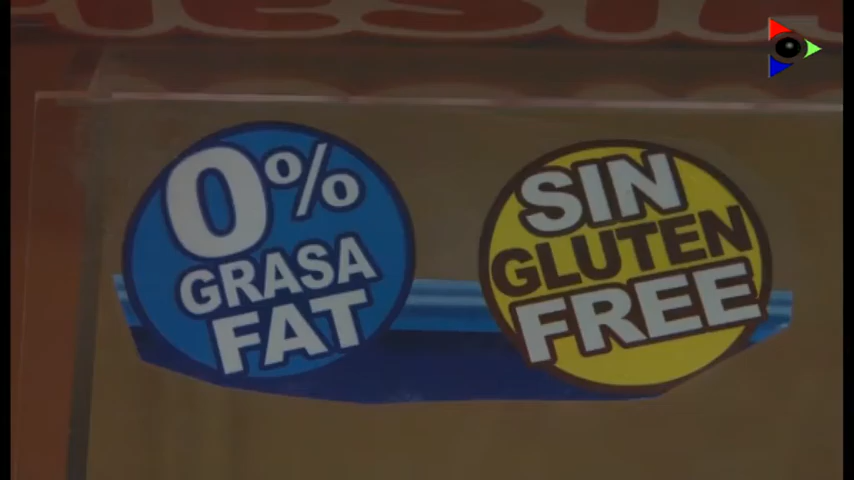 0%
GRASA
FAT
SIN
GLUTEN
FREE